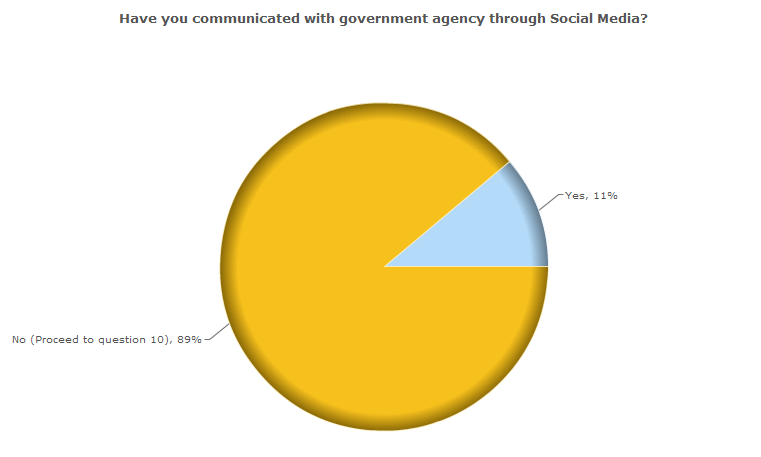 Have you communicated with government agency through Social Media?
Yes, 11%
No (Proceed to question 10), 89%